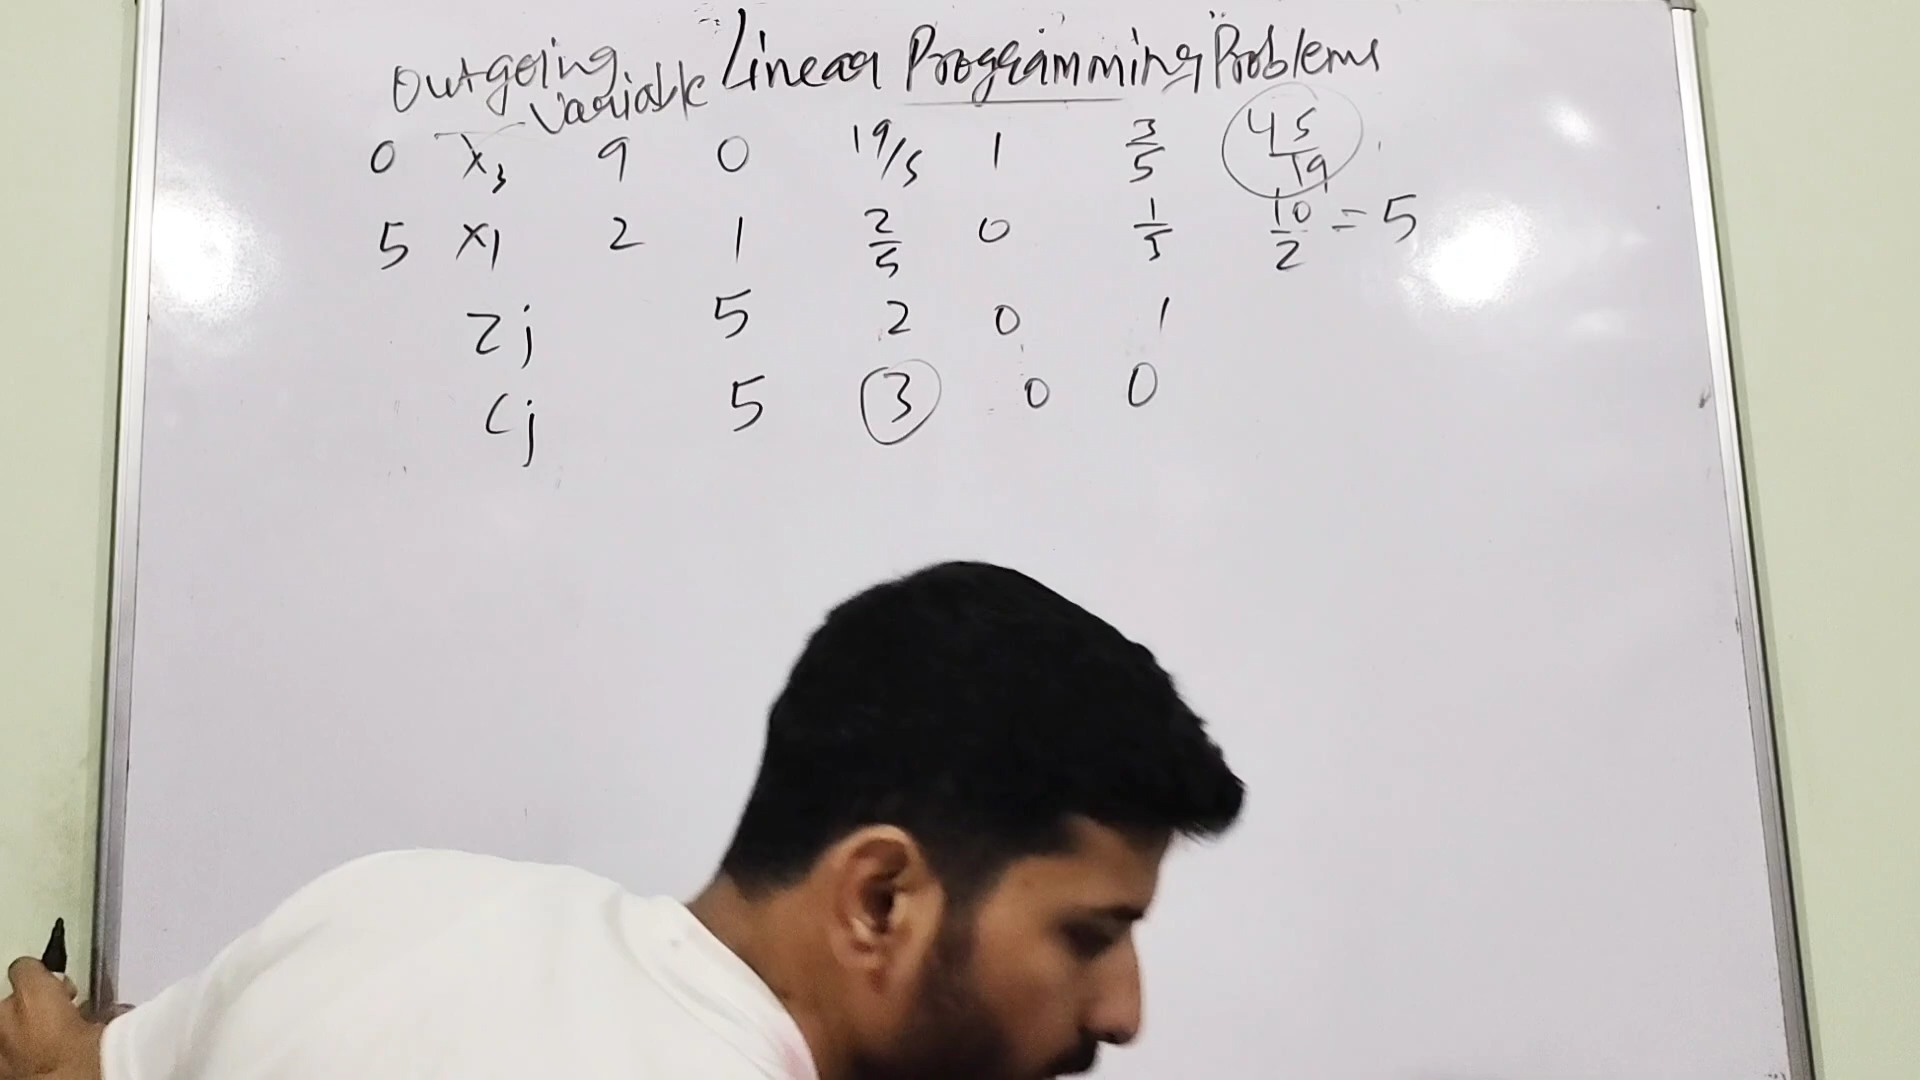 Outgoing Variable Linear Programming Problems
0 x3 9 0 19/5 1 3/5 45/19
5 x1 2 1 2/5 0 1/5 10/2 = 5
Zj 5 2 0 1
Cj 5 3 0 0